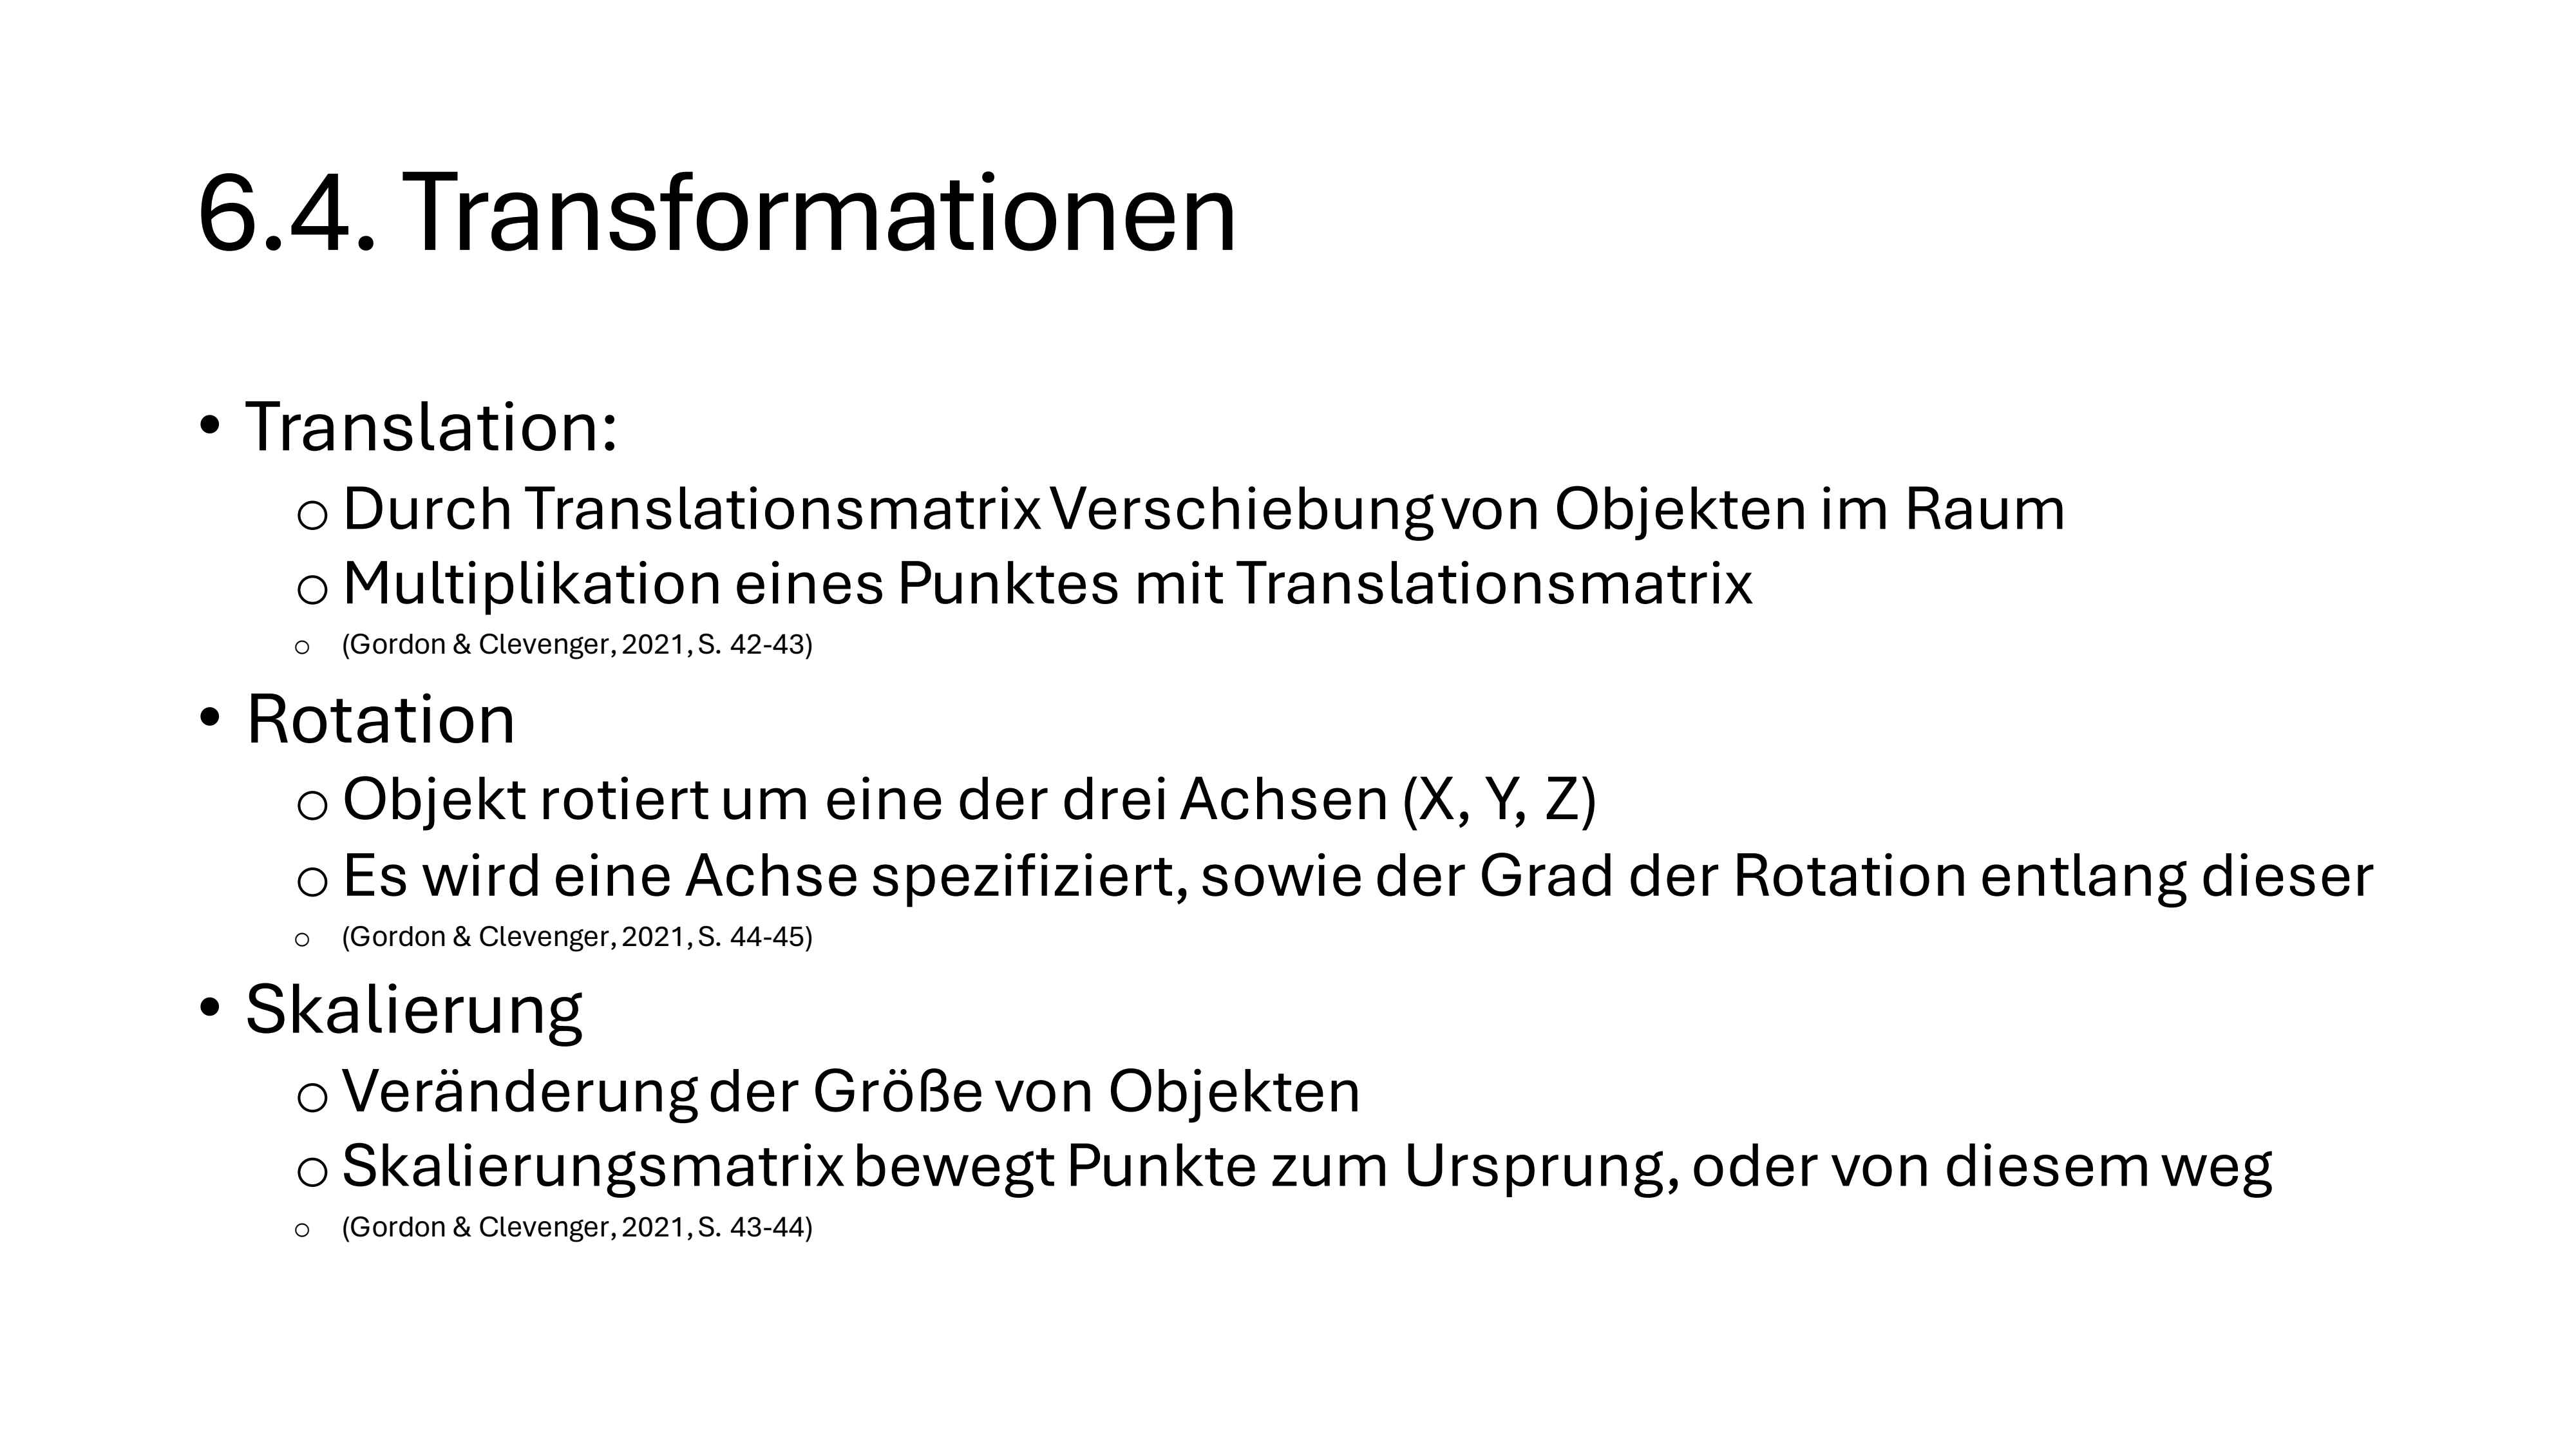 6.4. Transformationen
• Translation:
o Durch Translationsmatrix Verschiebung von Objekten im Raum
o Multiplikation eines Punktes mit Translationsmatrix
o (Gordon & Clevenger, 2021, S. 42-43)
• Rotation
o Objekt rotiert um eine der drei Achsen (X, Y, Z)
o Es wird eine Achse spezifiziert, sowie der Grad der Rotation entlang dieser
o (Gordon & Clevenger, 2021, S. 44-45)
• Skalierung
o Veränderung der Größe von Objekten
o Skalierungsmatrix bewegt Punkte zum Ursprung, oder von diesem weg
o (Gordon & Clevenger, 2021, S. 43-44)